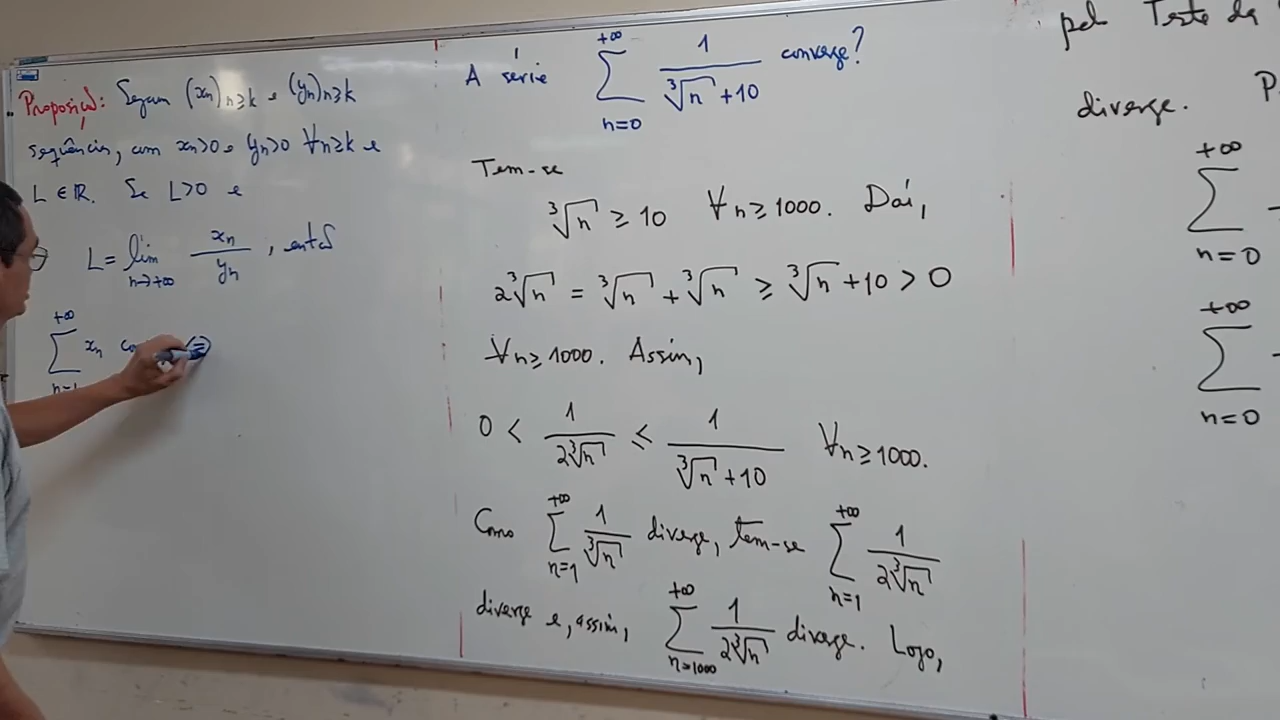 Proposição: Sejam (xₙ)ₙ≥ₖ e (yₙ)ₙ≥ₖ
sequências, com xₙ>0 e yₙ>0 ∀n≥k e
L ∈ ℝ. Se L>0 e
L = lim_{n→+∞} xₙ/yₙ, então
∑_{n=1}^{+∞} xₙ
A série ∑_{n=0}^{+∞} 1/(∛n + 10) converge?
Tem-se
∛n ≥ 10 ∀n≥1000. Daí,
2∛n = ∛n + ∛n ≥ ∛n + 10 > 0
∀n≥1000. Assim,
0 < 1/(2∛n) ≤ 1/(∛n + 10) ∀n≥1000.
Como ∑_{n=1}^{+∞} 1/∛n diverge, tem-se ∑_{n=1}^{+∞} 1/(2∛n)
diverge e, assim, ∑_{n=1000}^{+∞} 1/(2∛n) diverge. Logo,
pelo Teste da
diverge.
∑_{n=0}^{+∞}
∑_{n=0}^{+∞}